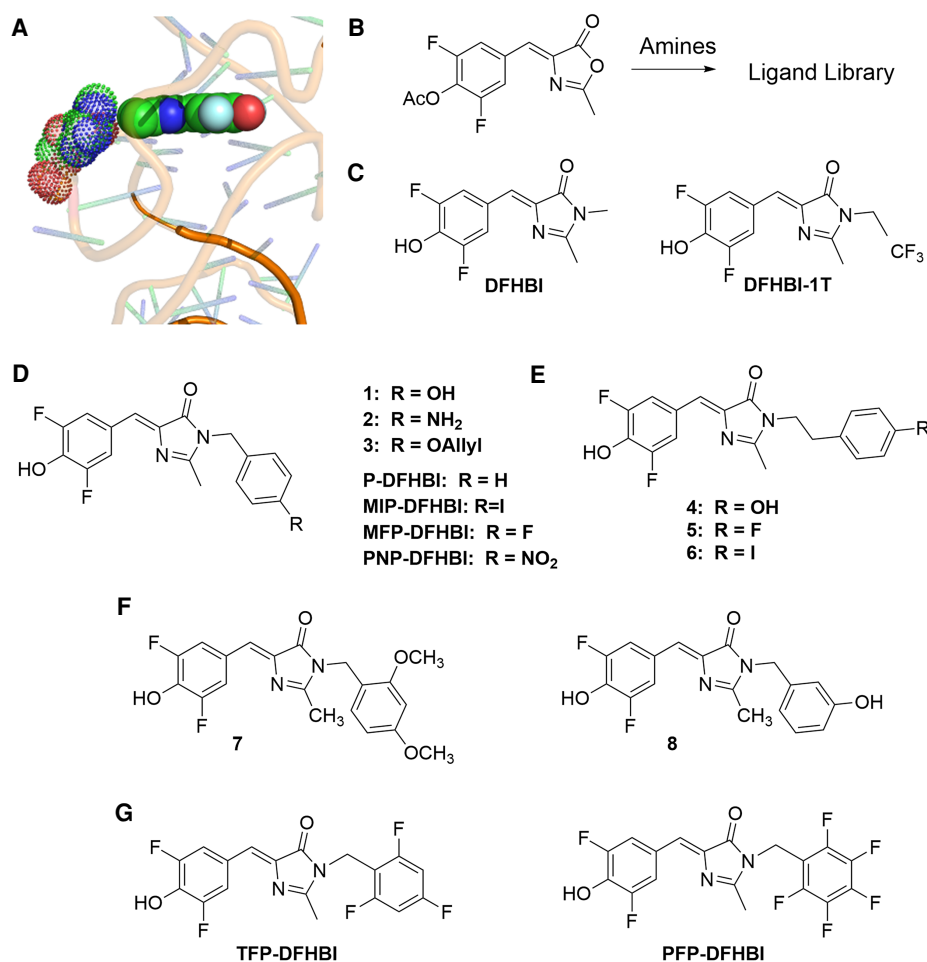 A
B
F
AcO
F
O
O
N
Amines
Ligand Library
C
F
HO
F
O
N
N
DFHBI
F
HO
F
O
N
N
CF3
DFHBI-1T
D
F
HO
F
O
N
N
R
1: R = OH
2: R = NH2
3: R = OAllyl
P-DFHBI: R = H
MIP-DFHBI: R=I
MFP-DFHBI: R = F
PNP-DFHBI: R = NO2
E
F
HO
F
O
N
N
R
4: R = OH
5: R = F
6: R = I
F
F
HO
F
O
N
N
CH3
OCH3
OCH3
7
F
HO
F
O
N
N
CH3
OH
8
G
F
HO
F
O
N
N
F
F
F
TFP-DFHBI
F
HO
F
O
N
N
F
F
F
F
F
PFP-DFHBI